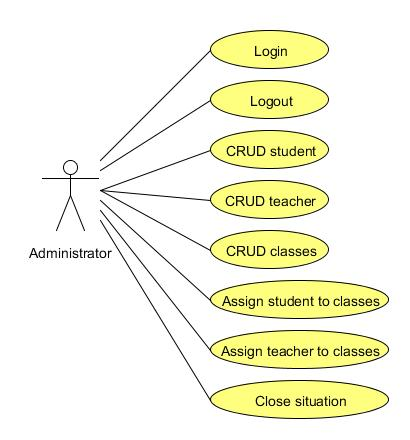 Login
Logout
CRUD student
CRUD teacher
Administrator
CRUD classes
Assign student to classes
Assign teacher to classes
Close situation